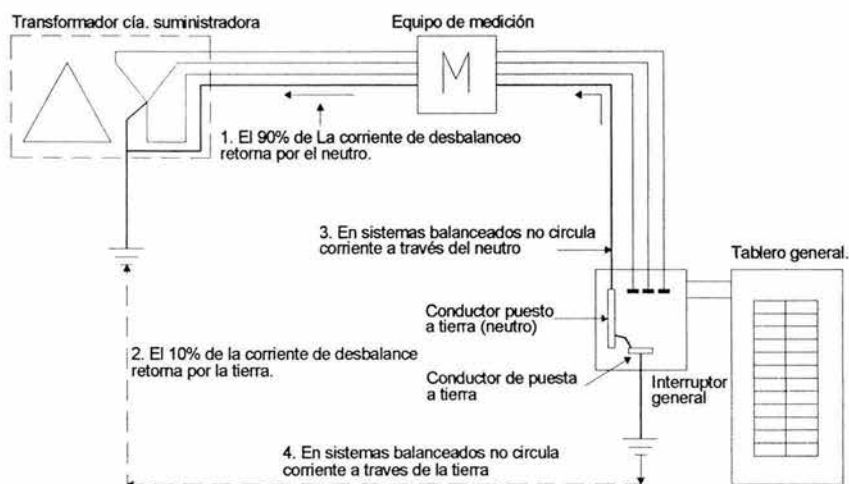 Transformador cía. suministradora
Equipo de medición
M
1. El 90% de La corriente de desbalanceo
retorna por el neutro.
3. En sistemas balanceados no circula
corriente a través del neutro
Tablero general.
Conductor puesto
a tierra (neutro)
2. El 10% de la corriente de desbalance
retorna por la tierra.
Conductor de puesta
a tierra
Interruptor
general
4. En sistemas balanceados no circula
corriente a traves de la tierra